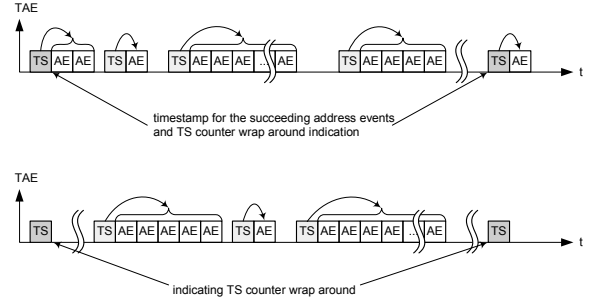 TAE
TS AE AE TS AE TS AE AE AE ... AE TS AE AE AE AE TS AE
t
timestamp for the succeeding address events
and TS counter wrap around indication
TAE
TS TS AE AE AE AE AE TS AE TS AE AE AE AE ... AE TS
t
indicating TS counter wrap around